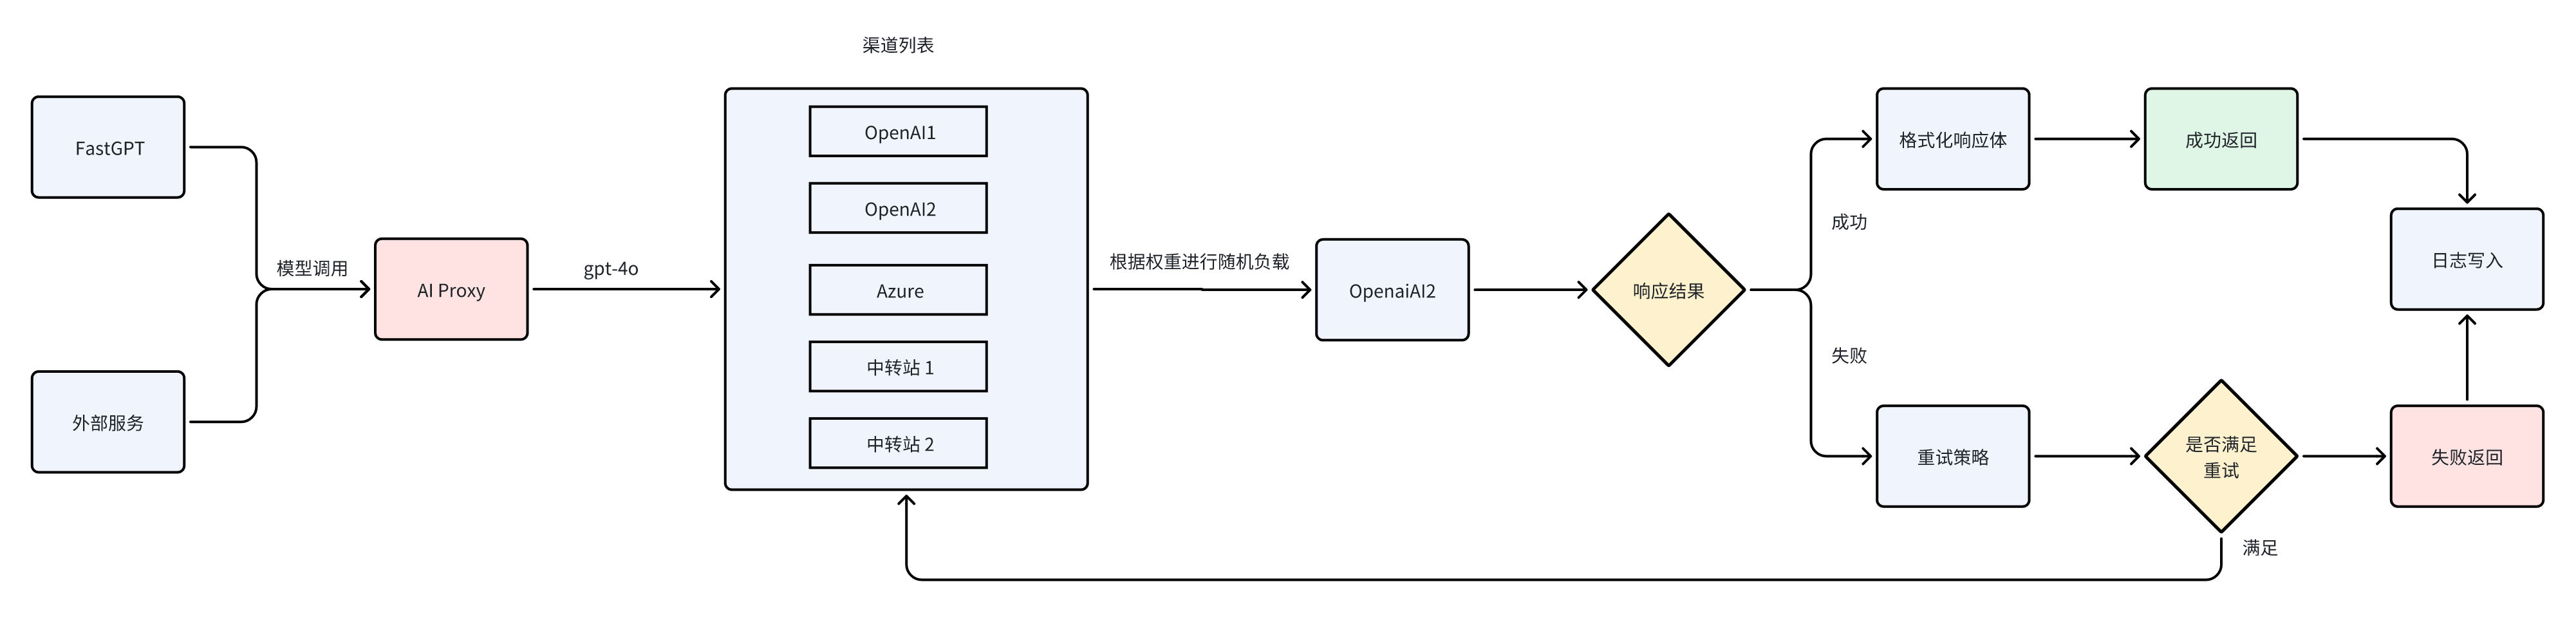 渠道列表
FastGPT
外部服务
模型调用
AI Proxy
gpt-4o
OpenAI1
OpenAI2
Azure
中转站 1
中转站 2
根据权重进行随机负载
OpenaiAI2
响应结果
成功
失败
格式化响应体
成功返回
日志写入
重试策略
是否满足
重试
满足
失败返回